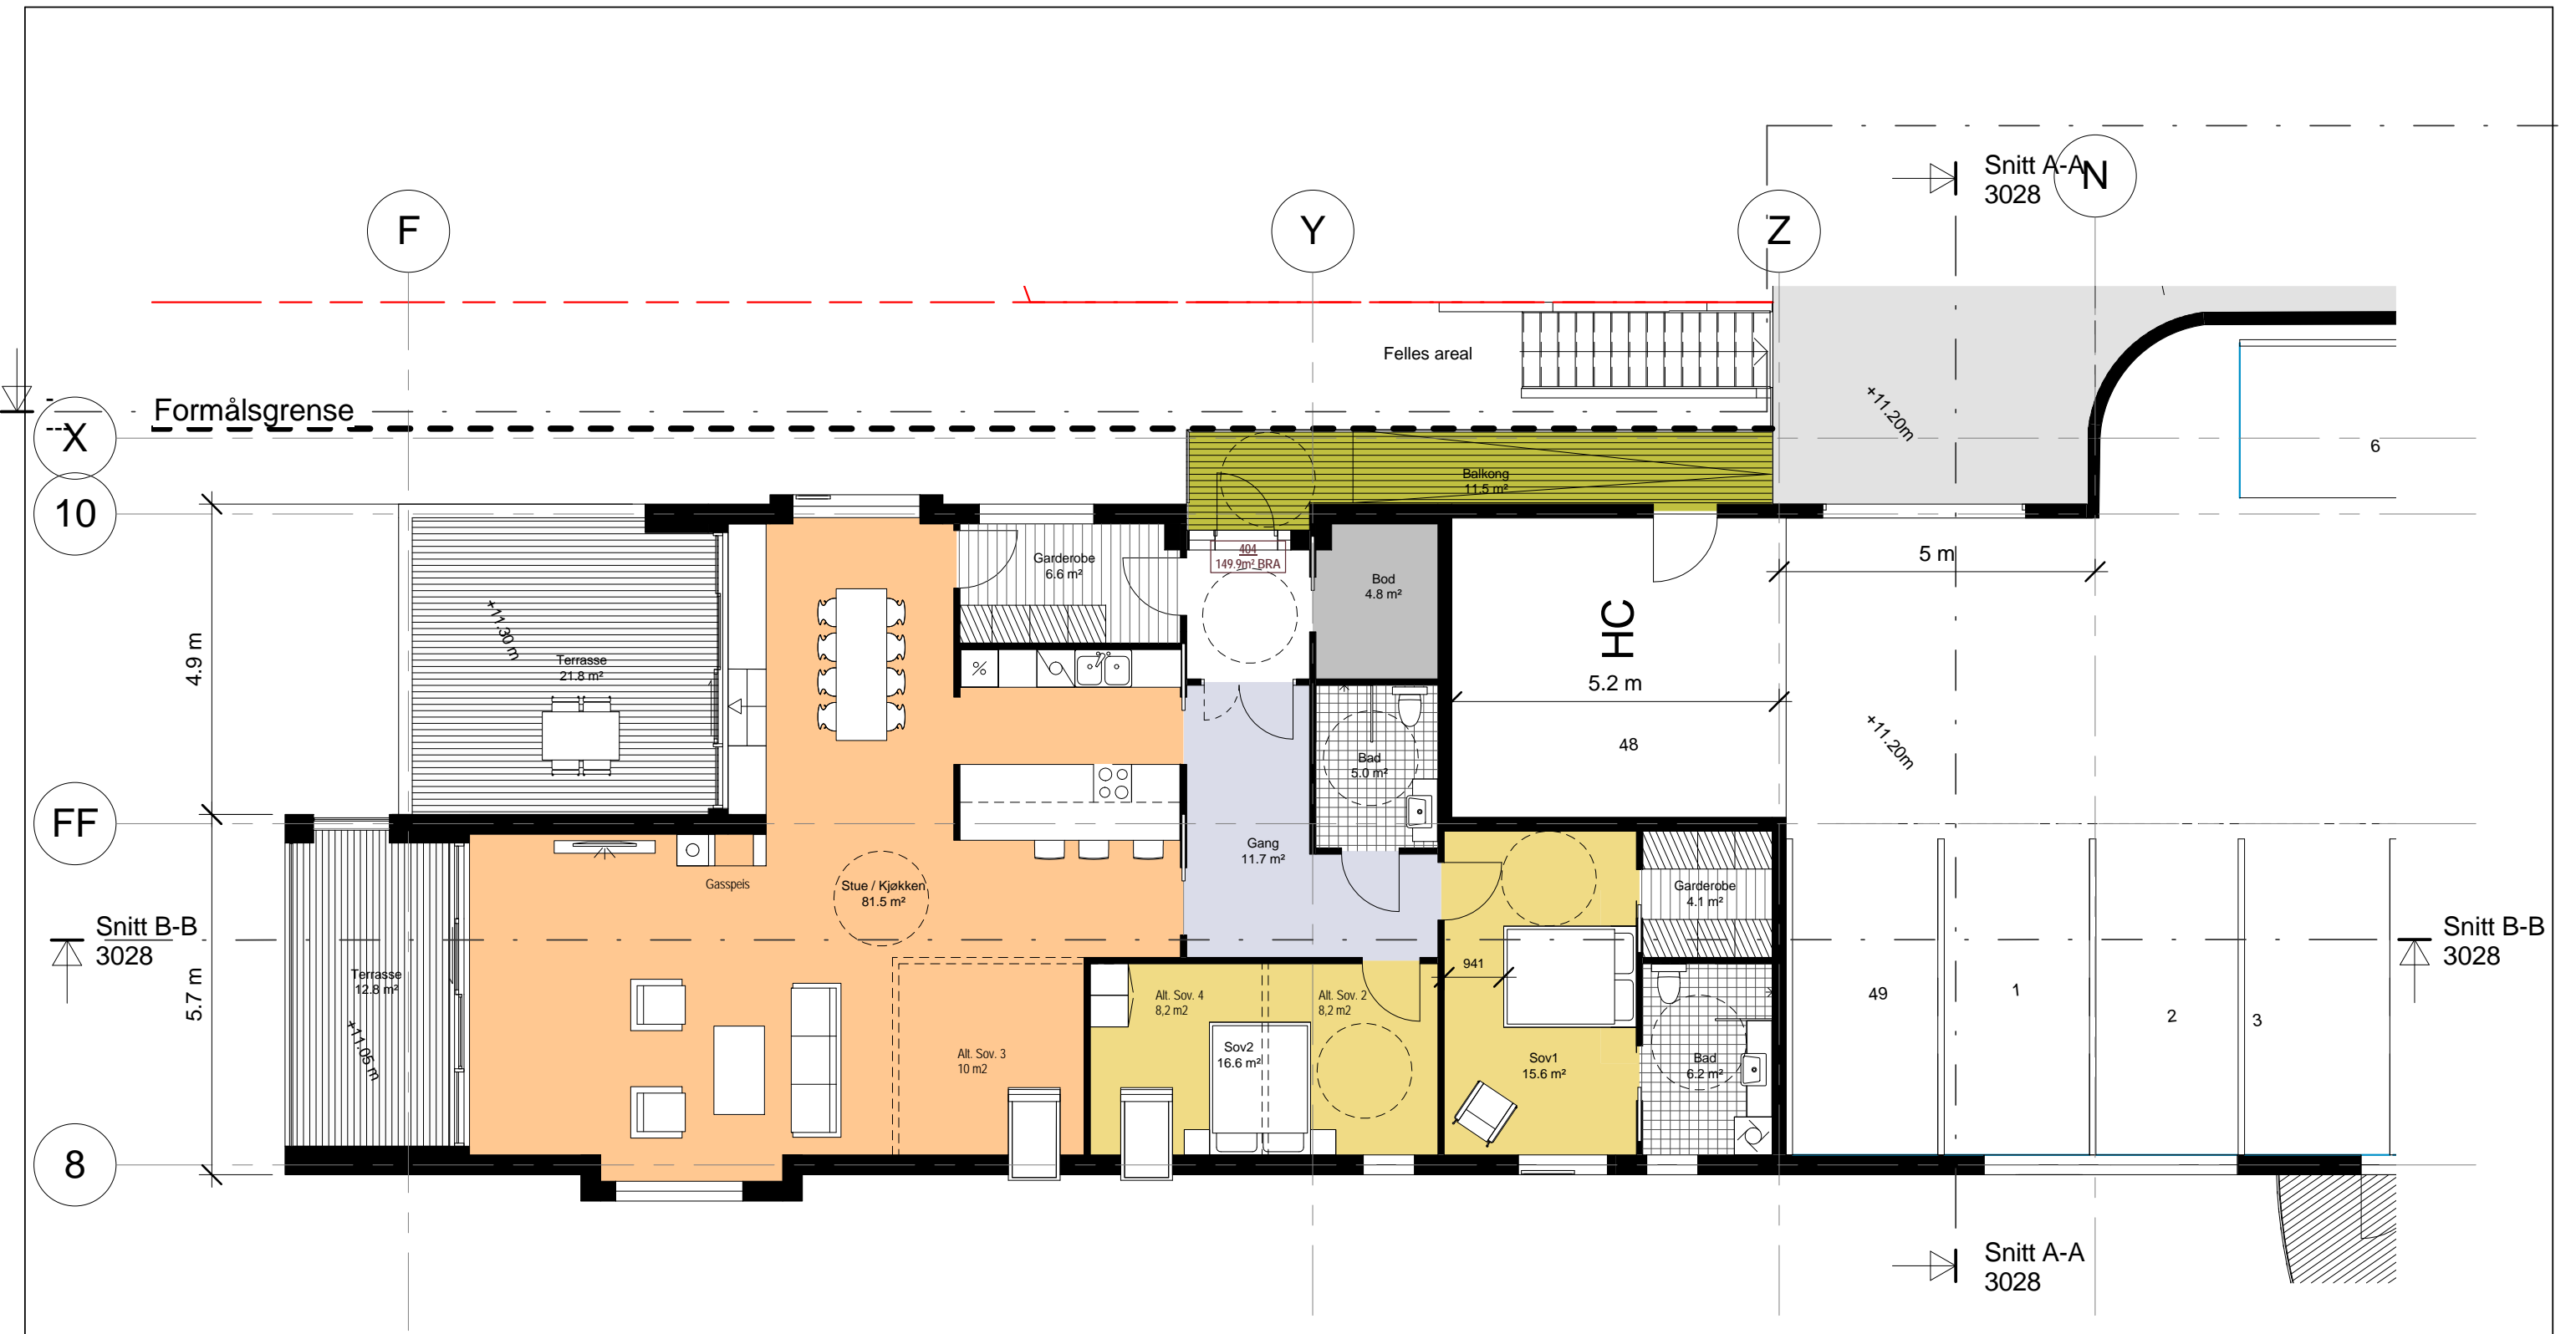 Snitt A-A
3028
N
F
Y
Z
Felles areal
+11.20m
Formålsgrense
X
10
6
Balkong
11.5 m²
404
149.9m² BRA
Garderobe
6.6 m²
Bod
4.8 m²
5 m
HC
5.2 m
48
+11.20m
+11.30 m
Terrasse
21.8 m²
4.9 m
%
Bad
5.0 m²
FF
Gang
11.7 m²
Gasspeis
Stue / Kjøkken
81.5 m²
Garderobe
4.1 m²
Snitt B-B
3028
Snitt B-B
3028
Terrasse
12.8 m²
+11.05 m
5.7 m
941
Alt. Sov. 4
8,2 m2
Alt. Sov. 2
8,2 m2
Alt. Sov. 3
10 m2
Sov2
16.6 m²
Sov1
15.6 m²
Bad
6.2 m²
49
1
2
3
8
Snitt A-A
3028